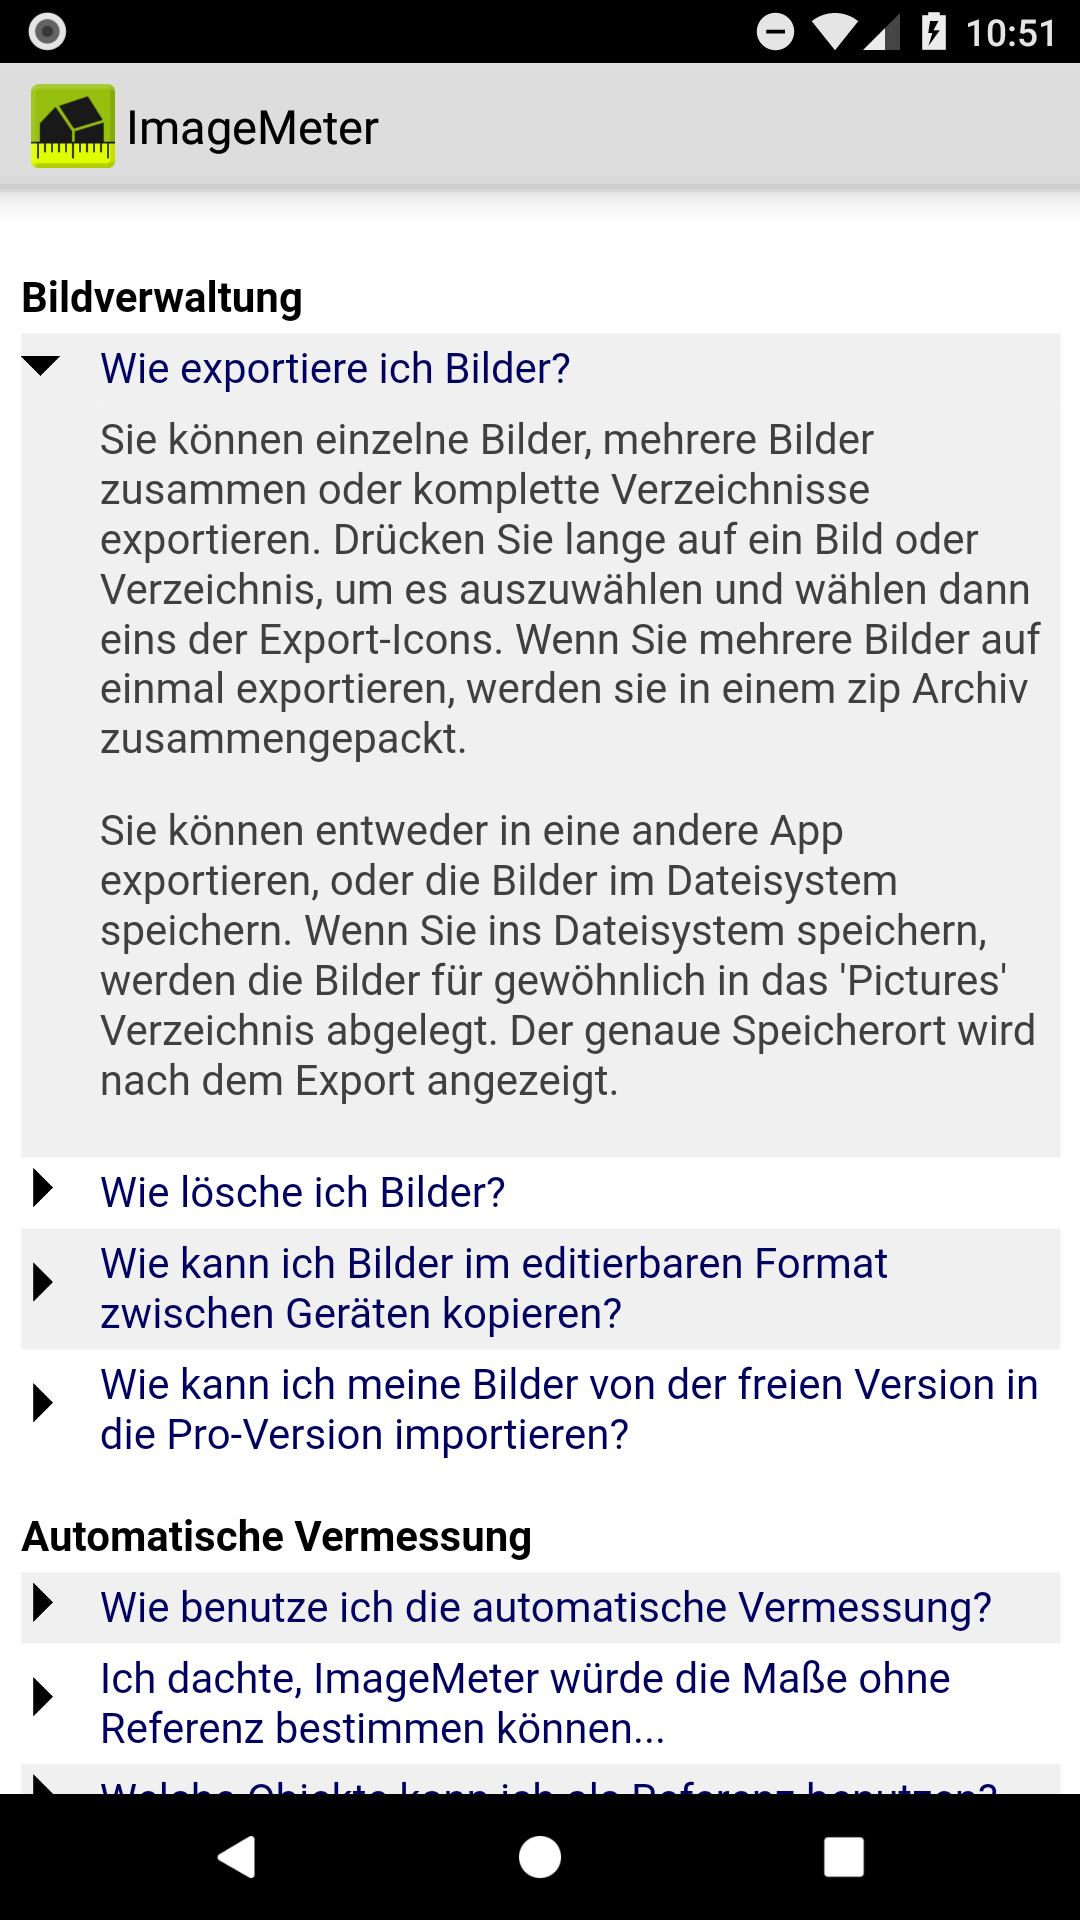 10:51
ImageMeter
Bildverwaltung
Wie exportiere ich Bilder?
Sie können einzelne Bilder, mehrere Bilder
zusammen oder komplette Verzeichnisse
exportieren. Drücken Sie lange auf ein Bild oder
Verzeichnis, um es auszuwählen und wählen dann
eins der Export-Icons. Wenn Sie mehrere Bilder auf
einmal exportieren, werden sie in einem zip Archiv
zusammengepackt.
Sie können entweder in eine andere App
exportieren, oder die Bilder im Dateisystem
speichern. Wenn Sie ins Dateisystem speichern,
werden die Bilder für gewöhnlich in das 'Pictures'
Verzeichnis abgelegt. Der genaue Speicherort wird
nach dem Export angezeigt.
Wie lösche ich Bilder?
Wie kann ich Bilder im editierbaren Format
zwischen Geräten kopieren?
Wie kann ich meine Bilder von der freien Version in
die Pro-Version importieren?
Automatische Vermessung
Wie benutze ich die automatische Vermessung?
Ich dachte, ImageMeter würde die Maße ohne
Referenz bestimmen können...
Welche Objekte kann ich als Referenz benutzen?